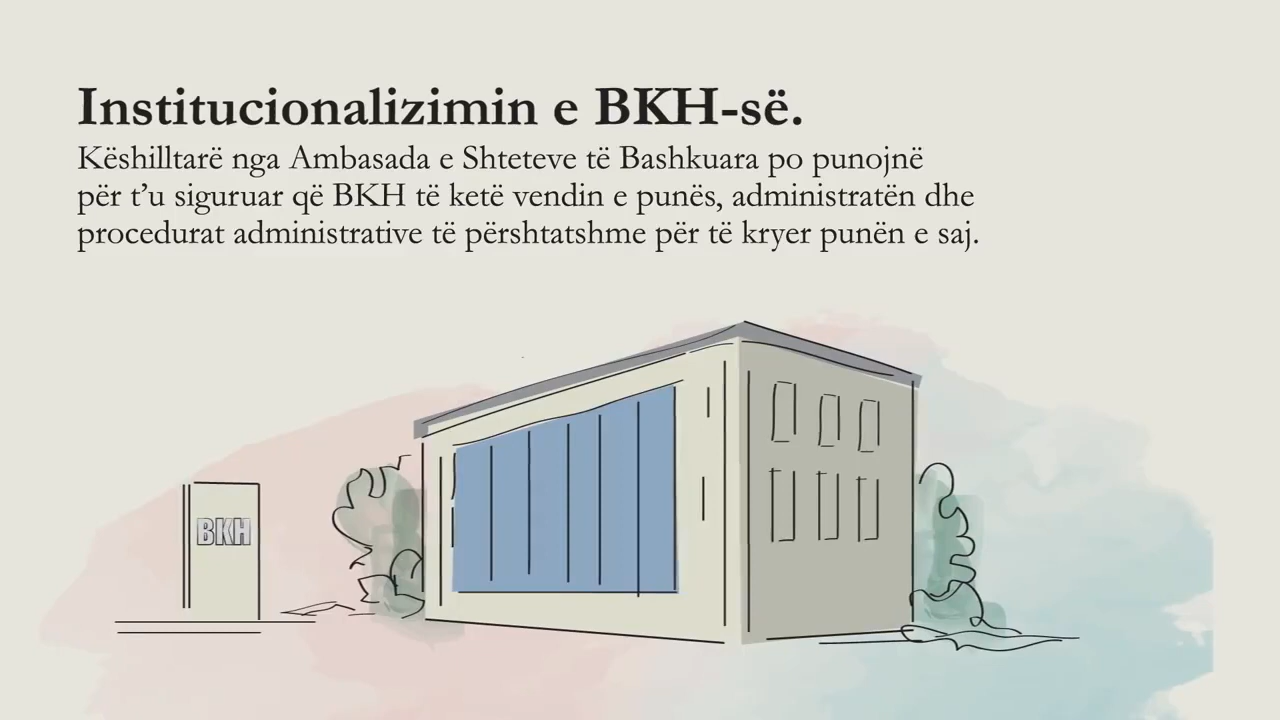 Institucionalizimin e BKH-së.
Këshilltarë nga Ambasada e Shteteve të Bashkuara po punojnë
për t’u siguruar që BKH të ketë vendin e punës, administratën dhe
procedurat administrative të përshtatshme për të kryer punën e saj.
BKH